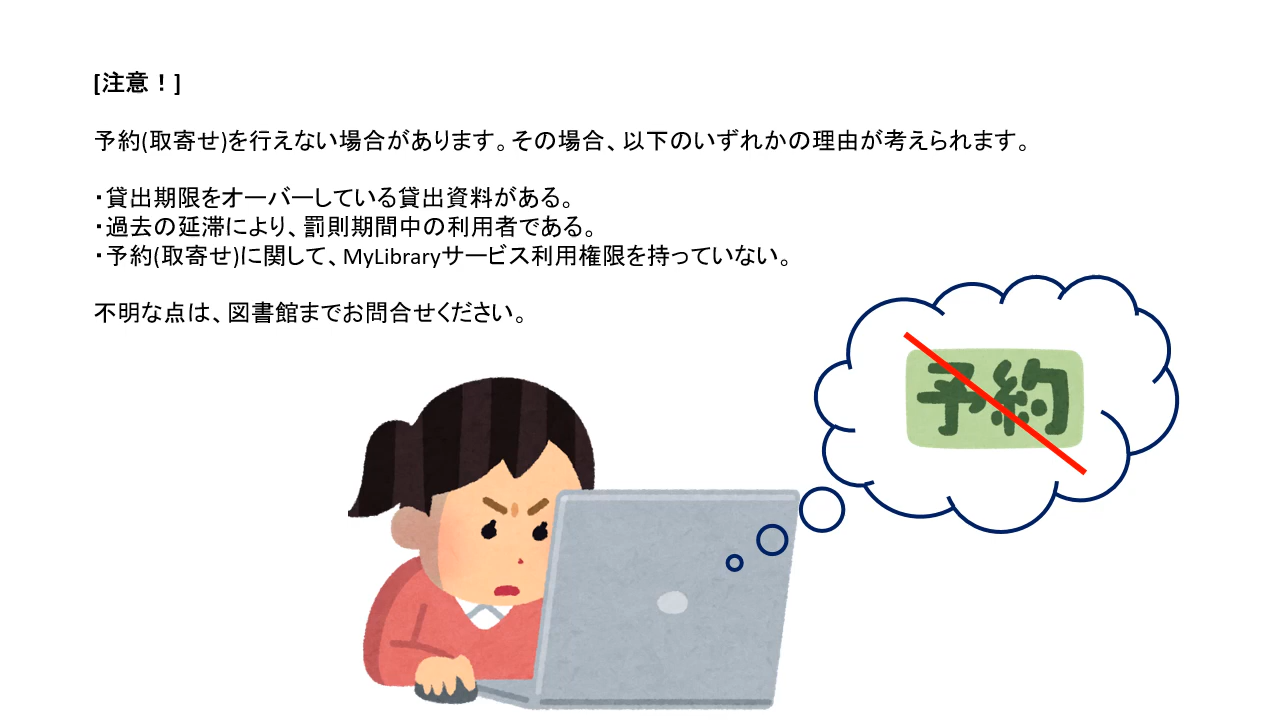 [注意！]
予約(取寄せ)を行えない場合があります。その場合、以下のいずれかの理由が考えられます。
・貸出期限をオーバーしている貸出資料がある。
・過去の延滞により、罰則期間中の利用者である。
・予約(取寄せ)に関して、MyLibraryサービス利用権限を持っていない。
不明な点は、図書館までお問合せください。
予約